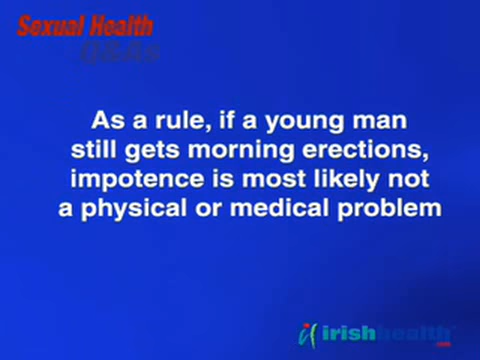 Sexual Health
Q&As
As a rule, if a young man
still gets morning erections,
impotence is most likely not
a physical or medical problem
irishhealth
.com